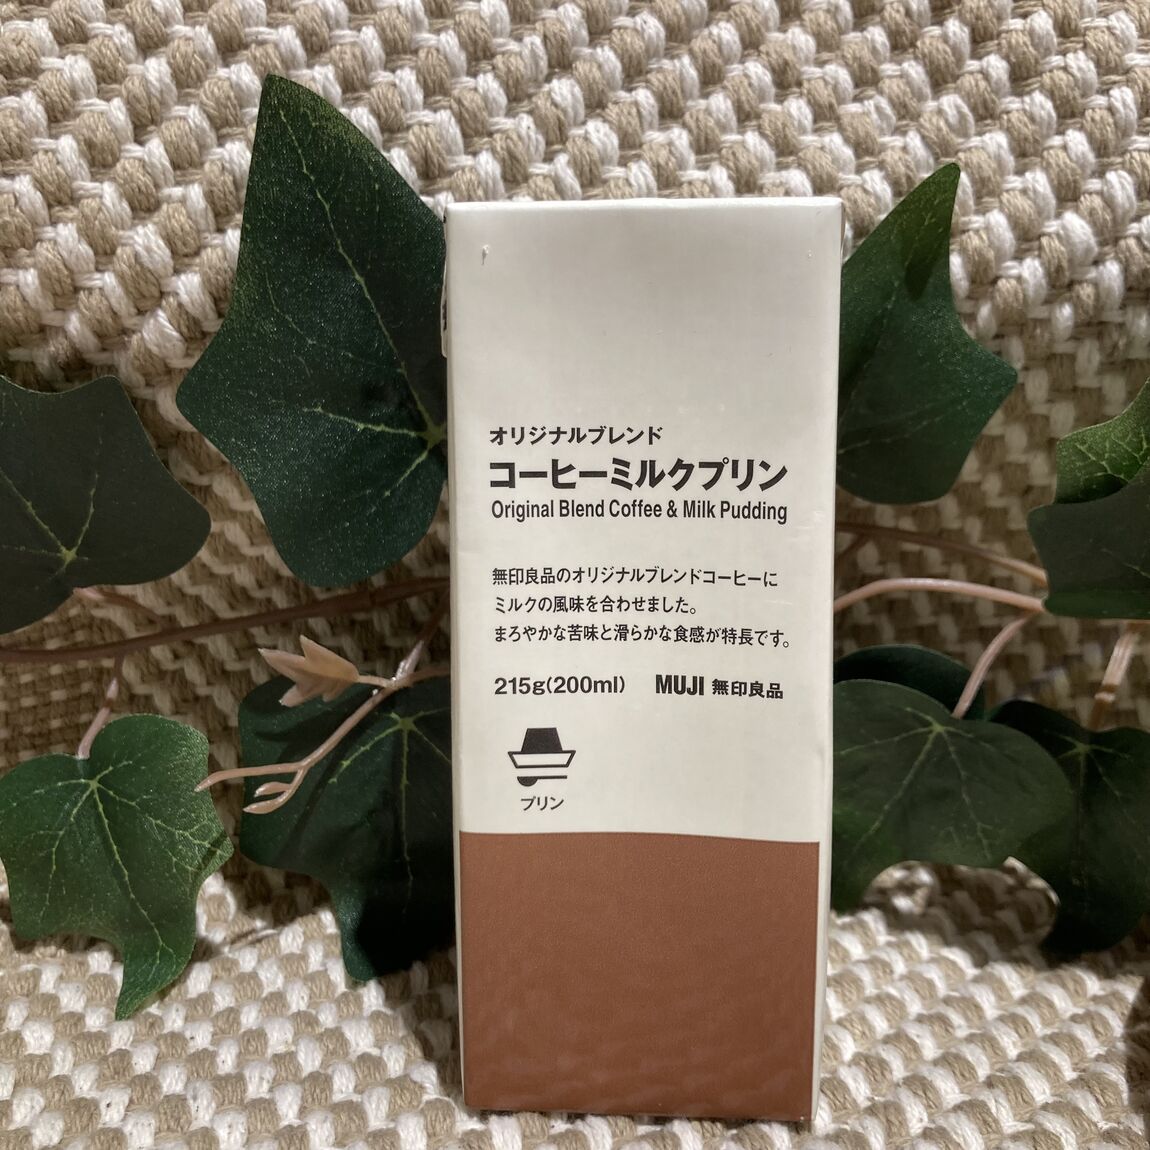 オリジナルブレンド
コーヒーミルクプリン
Original Blend Coffee & Milk Pudding
無印良品のオリジナルブレンドコーヒーに
ミルクの風味を合わせました。
まろやかな苦味と滑らかな食感が特長です。
215g(200ml) MUJI 無印良品
プリン